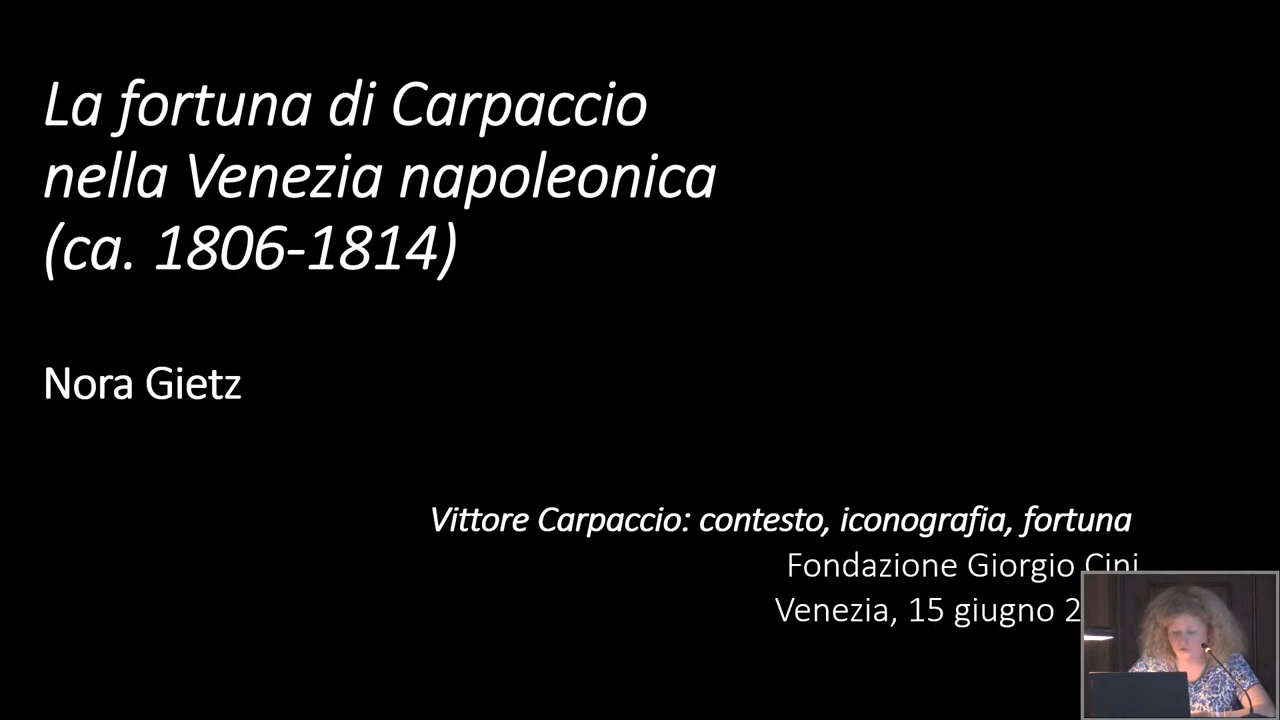 La fortuna di Carpaccio
nella Venezia napoleonica
(ca. 1806-1814)
Nora Gietz
Vittore Carpaccio: contesto, iconografia, fortuna
Fondazione Giorgio Cini
Venezia, 15 giugno